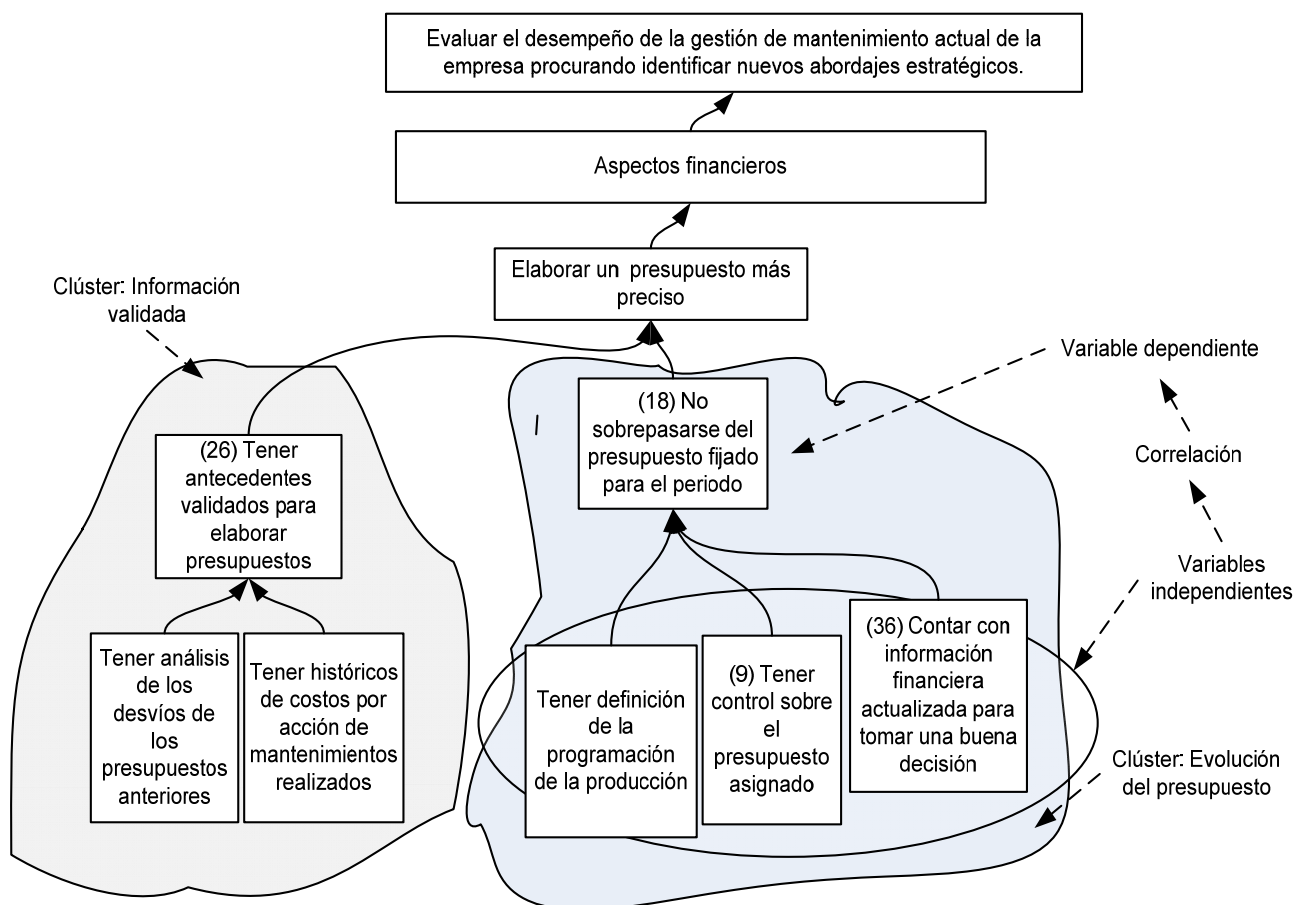 Evaluar el desempeño de la gestión de mantenimiento actual de la
empresa procurando identificar nuevos abordajes estratégicos.
Aspectos financieros
Elaborar un presupuesto más
preciso
Clúster: Información
validada
Variable dependiente
(18) No
sobrepasarse del
presupuesto fijado
para el periodo
(26) Tener
antecedentes
validados para
elaborar
presupuestos
Correlación
Variables
independientes
Tener análisis
de los
desvíos de
los
presupuestos
anteriores
Tener históricos
de costos por
acción de
mantenimientos
realizados
Tener definición
de la
programación
de la producción
(9) Tener
control sobre
el
presupuesto
asignado
(36) Contar con
información
financiera
actualizada para
tomar una buena
decisión
Clúster: Evolución
del presupuesto